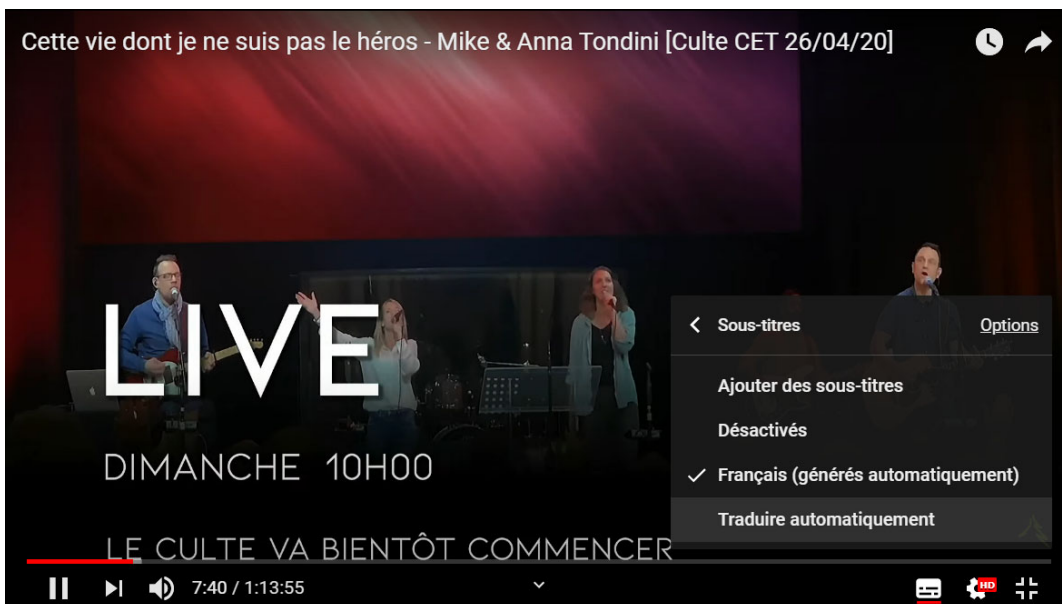 Cette vie dont je ne suis pas le héros - Mike & Anna Tondini [Culte CET 26/04/20]
LIVE
DIMANCHE 10H00
LE CULTE VA BIENTÔT COMMENCER
Sous-titres Options
Ajouter des sous-titres
Désactivés
Français (générés automatiquement)
Traduire automatiquement
7:40 / 1:13:55
HD